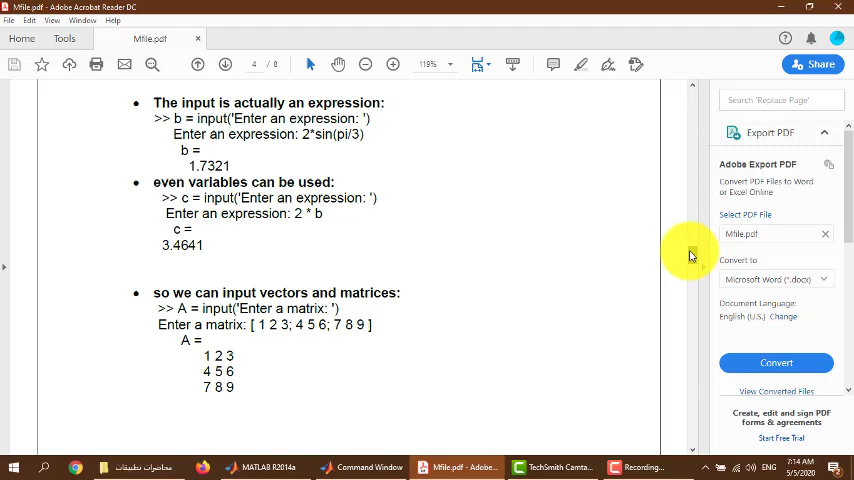 Mfile.pdf - Adobe Acrobat Reader DC
File Edit View Window Help
Home Tools Mfile.pdf ×
4 / 8 119% Share
• The input is actually an expression:
>> b = input('Enter an expression: ')
Enter an expression: 2*sin(pi/3)
b =
1.7321
• even variables can be used:
>> c = input('Enter an expression: ')
Enter an expression: 2 * b
c =
3.4641
• so we can input vectors and matrices:
>> A = input('Enter a matrix: ')
Enter a matrix: [ 1 2 3; 4 5 6; 7 8 9 ]
A =
1 2 3
4 5 6
7 8 9
Search 'Replace Page'
Export PDF
Adobe Export PDF
Convert PDF Files to Word
or Excel Online
Select PDF File
Mfile.pdf
Convert to
Microsoft Word (*.docx)
Document Language:
English (U.S.) Change
Convert
View Converted Files
Create, edit and sign PDF
forms & agreements
Start Free Trial
محاضرات تطبيقات
MATLAB R2014a
Command Window
Mfile.pdf - Adobe...
TechSmith Camta...
Recording...
ENG
7:14 AM
5/5/2020
2